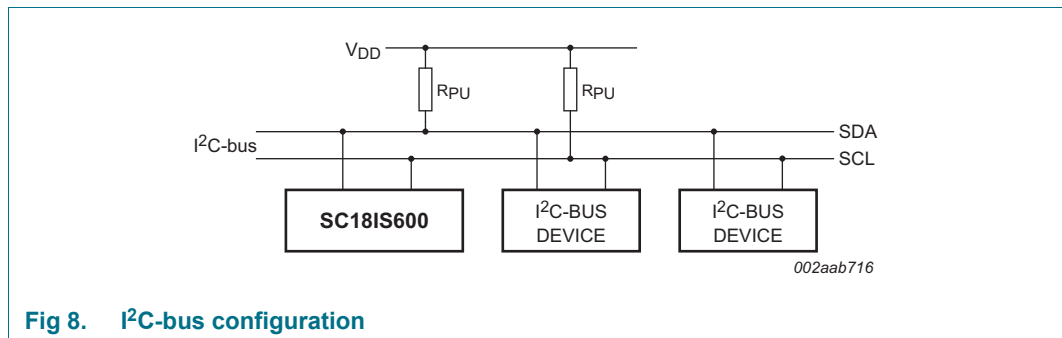 VDD
RPU RPU
I2C-bus
SDA
SCL
SC18IS600
I2C-BUS
DEVICE
I2C-BUS
DEVICE
002aab716
Fig 8. I2C-bus configuration